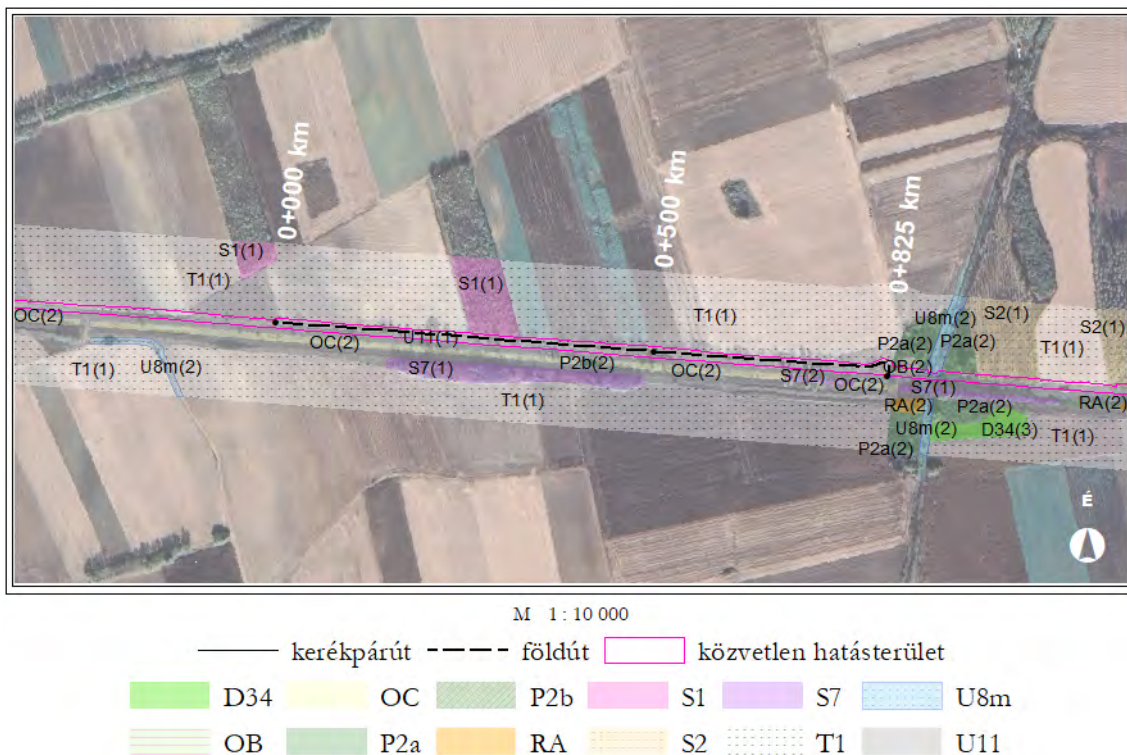 0+000 km
0+500 km
0+825 km
S1(1)
T1(1)
S1(1)
T1(1)
U8m(2)
S2(1)
S2(1)
OC(2)
OC(2)
U11(1)
P2b(2)
OC(2)
S7(2)
OC(2)
P2a(2)
P2a(2)
OB(2)
T1(1)
T1(1)
U8m(2)
S7(1)
T1(1)
S7(1)
RA(2)
P2a(2)
RA(2)
U8m(2)
D34(3)
T1(1)
P2a(2)
É
M 1 : 10 000
kerékpárút földút közvetlen hatásterület
D34 OC P2b S1 S7 U8m
OB P2a RA S2 T1 U11